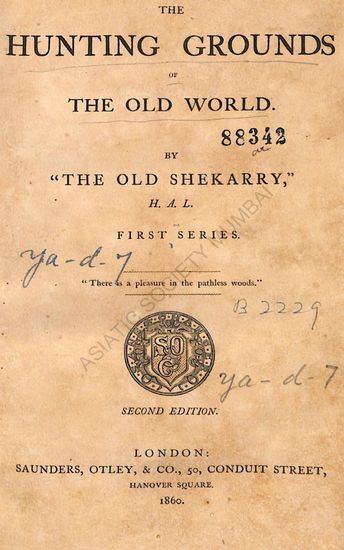 THE
HUNTING GROUNDS
OF
THE OLD WORLD.
88342
BY
"THE OLD SHEKARRY,"
H. A. L.
FIRST SERIES.
ya-d-7
"There is a pleasure in the pathless woods."
B 2229
ASIATIC SOCIETY MUMBAI
ya-d-7
SECOND EDITION.
LONDON:
SAUNDERS, OTLEY, & CO., 50, CONDUIT STREET,
HANOVER SQUARE.
1860.